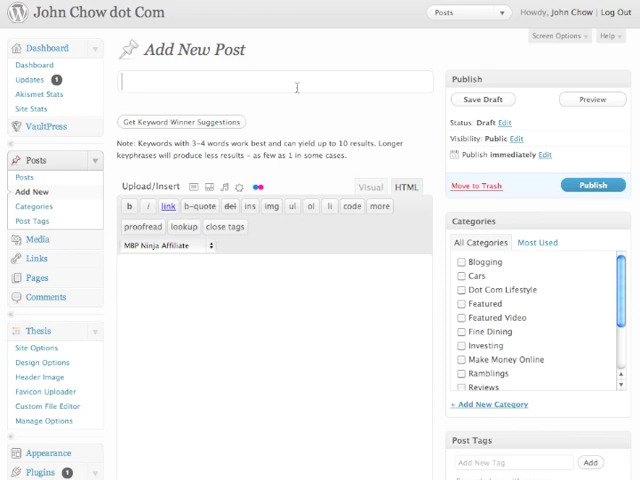 John Chow dot Com
Posts
Howdy, John Chow | Log Out
Screen Options
Help
Dashboard
Dashboard
Updates 1
Akismet Stats
Site Stats
VaultPress
Posts
Posts
Add New
Categories
Post Tags
Media
Links
Pages
Comments
Thesis
Site Options
Design Options
Header Image
Favicon Uploader
Custom File Editor
Manage Options
Appearance
Plugins 1
Add New Post
Get Keyword Winner Suggestions
Note: Keywords with 3-4 words work best and can yield up to 10 results. Longer
keyphrases will produce less results - as few as 1 in some cases.
Upload/Insert
Visual
HTML
b i link b-quote del ins img ul ol li code more
proofread lookup close tags
MBP Ninja Affiliate
Publish
Save Draft
Preview
Status: Draft Edit
Visibility: Public Edit
Publish immediately Edit
Move to Trash
Publish
Categories
All Categories
Most Used
Blogging
Cars
Dot Com Lifestyle
Featured
Featured Video
Fine Dining
Investing
Make Money Online
Ramblings
Reviews
+ Add New Category
Post Tags
Add New Tag
Add